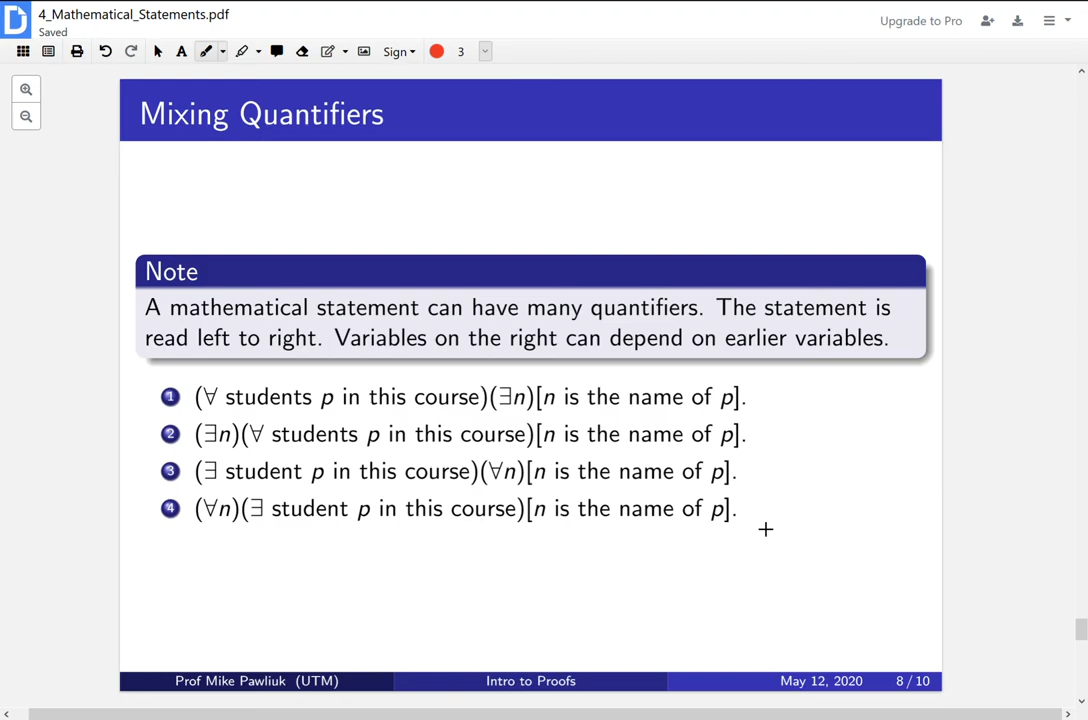 4_Mathematical_Statements.pdf
Saved
Upgrade to Pro
A
Sign
3
Mixing Quantifiers
Note
A mathematical statement can have many quantifiers. The statement is
read left to right. Variables on the right can depend on earlier variables.
1 (∀ students p in this course)(∃n)[n is the name of p].
2 (∃n)(∀ students p in this course)[n is the name of p].
3 (∃ student p in this course)(∀n)[n is the name of p].
4 (∀n)(∃ student p in this course)[n is the name of p].
Prof Mike Pawliuk (UTM) Intro to Proofs May 12, 2020 8 / 10